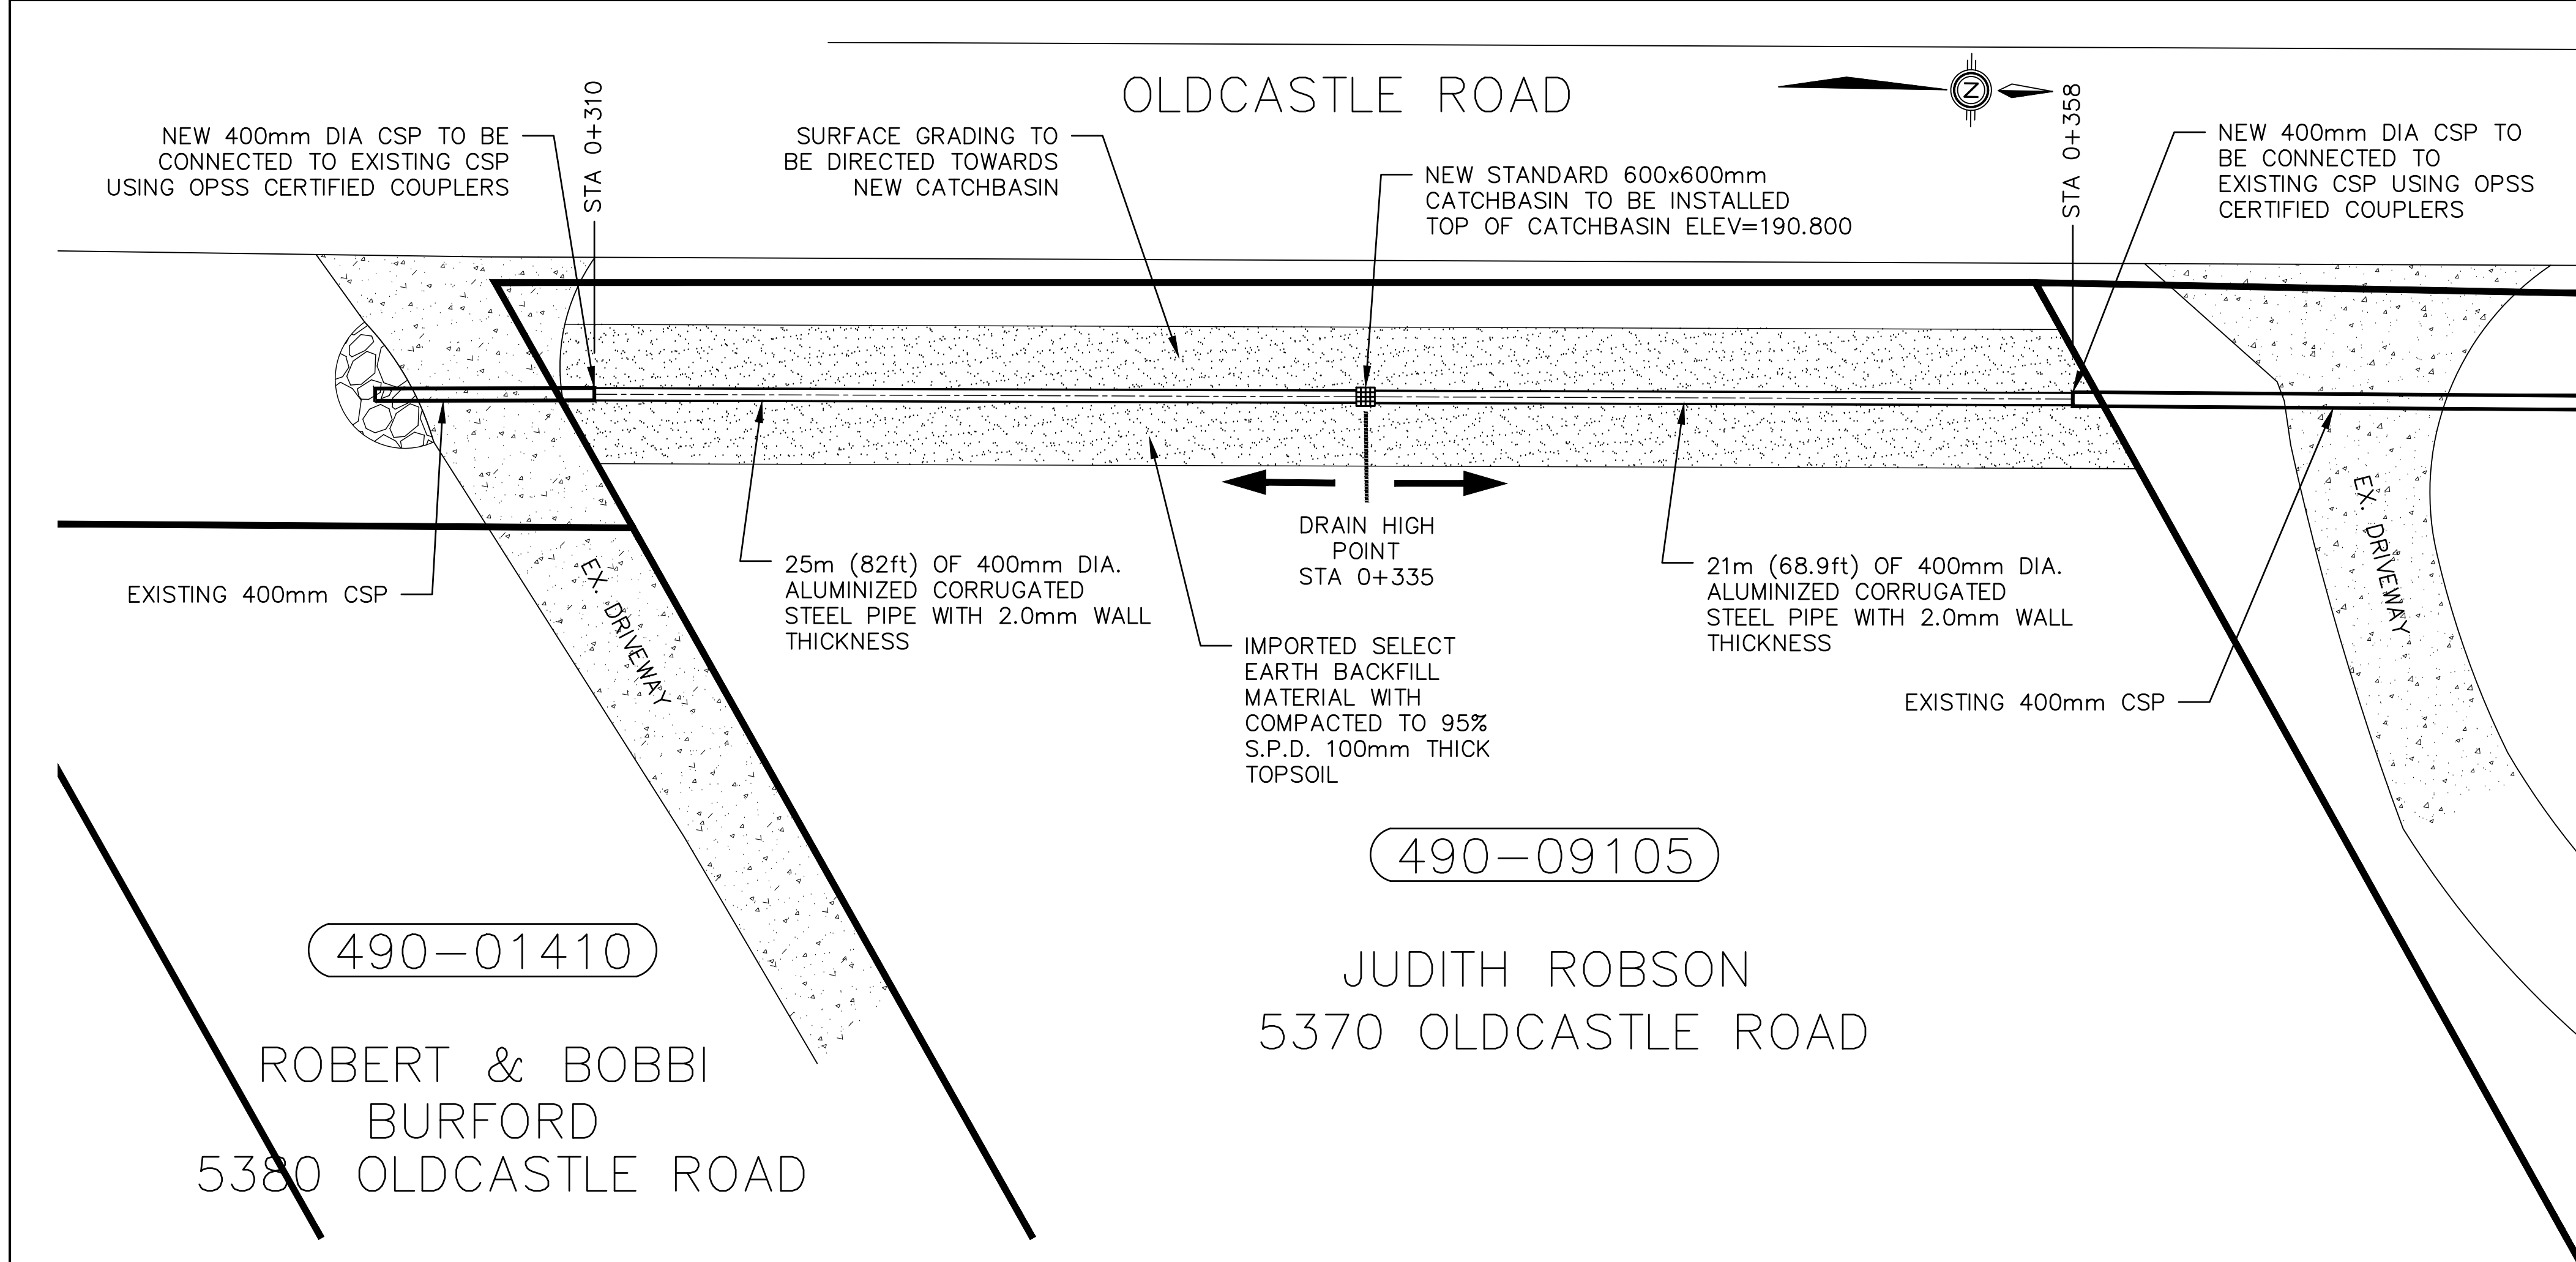 OLDCASTLE ROAD
Z
NEW 400mm DIA CSP TO BE
CONNECTED TO EXISTING CSP
USING OPSS CERTIFIED COUPLERS
STA 0+310
SURFACE GRADING TO
BE DIRECTED TOWARDS
NEW CATCHBASIN
NEW STANDARD 600x600mm
CATCHBASIN TO BE INSTALLED
TOP OF CATCHBASIN ELEV=190.800
STA 0+358
NEW 400mm DIA CSP TO
BE CONNECTED TO
EXISTING CSP USING OPSS
CERTIFIED COUPLERS
EXISTING 400mm CSP
EX. DRIVEWAY
25m (82ft) OF 400mm DIA.
ALUMINIZED CORRUGATED
STEEL PIPE WITH 2.0mm WALL
THICKNESS
DRAIN HIGH
POINT
STA 0+335
IMPORTED SELECT
EARTH BACKFILL
MATERIAL WITH
COMPACTED TO 95%
S.P.D. 100mm THICK
TOPSOIL
21m (68.9ft) OF 400mm DIA.
ALUMINIZED CORRUGATED
STEEL PIPE WITH 2.0mm WALL
THICKNESS
EXISTING 400mm CSP
EX. DRIVEWAY
490-01410
ROBERT & BOBBI
BURFORD
5380 OLDCASTLE ROAD
490-09105
JUDITH ROBSON
5370 OLDCASTLE ROAD